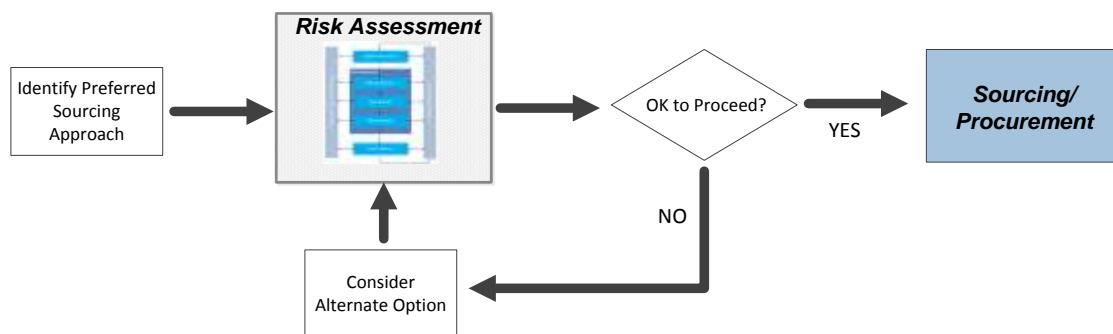 Risk Assessment
Identify Preferred
Sourcing
Approach
OK to Proceed?
YES
Sourcing/
Procurement
NO
Consider
Alternate Option